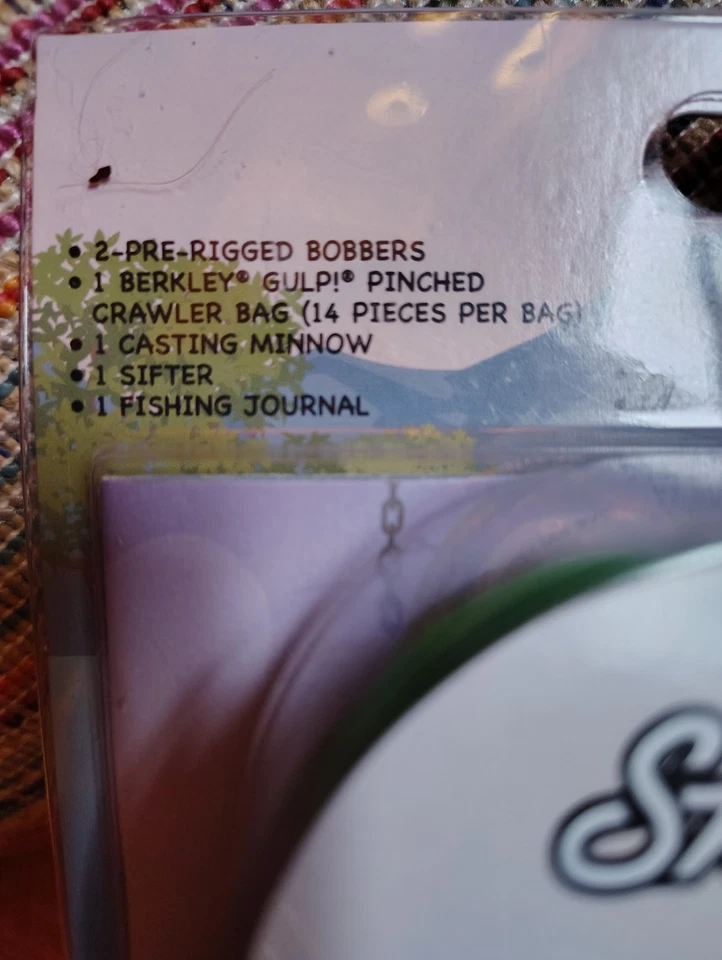 • 2-PRE-RIGGED BOBBERS
• 1 BERKLEY® GULP!® PINCHED
CRAWLER BAG (14 PIECES PER BAG)
• 1 CASTING MINNOW
• 1 SIFTER
• 1 FISHING JOURNAL